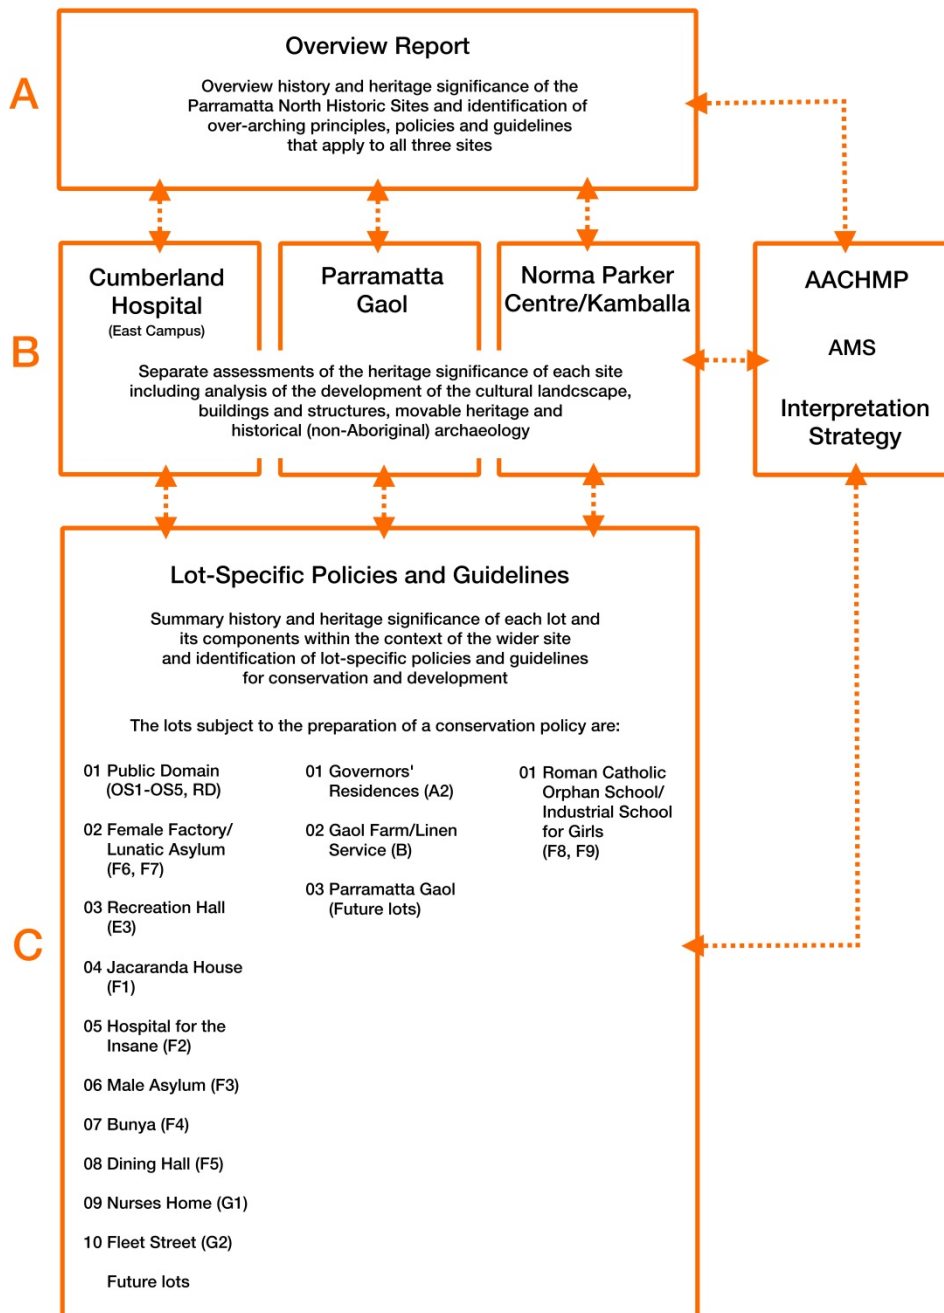 A
Overview Report
Overview history and heritage significance of the
Parramatta North Historic Sites and identification of
over-arching principles, policies and guidelines
that apply to all three sites
B
Cumberland
Hospital
(East Campus)
Parramatta
Gaol
Norma Parker
Centre/Kamballa
Separate assessments of the heritage significance of each site
including analysis of the development of the cultural landcscape,
buildings and structures, movable heritage and
historical (non-Aboriginal) archaeology
AACHMP
AMS
Interpretation
Strategy
C
Lot-Specific Policies and Guidelines
Summary history and heritage significance of each lot and
its components within the context of the wider site
and identification of lot-specific policies and guidelines
for conservation and development
The lots subject to the preparation of a conservation policy are:
01 Public Domain
(OS1-OS5, RD)
02 Female Factory/
Lunatic Asylum
(F6, F7)
03 Recreation Hall
(E3)
04 Jacaranda House
(F1)
05 Hospital for the
Insane (F2)
06 Male Asylum (F3)
07 Bunya (F4)
08 Dining Hall (F5)
09 Nurses Home (G1)
10 Fleet Street (G2)
Future lots
01 Governors'
Residences (A2)
02 Gaol Farm/Linen
Service (B)
03 Parramatta Gaol
(Future lots)
01 Roman Catholic
Orphan School/
Industrial School
for Girls
(F8, F9)